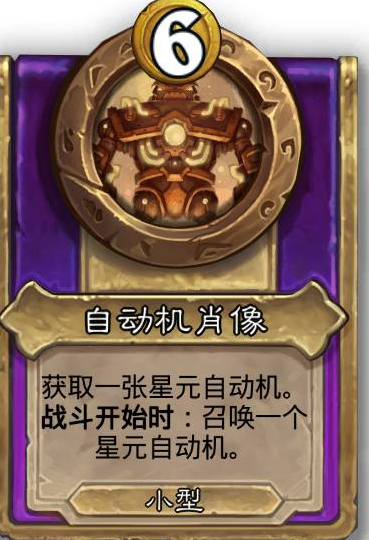 6
自动机肖像
获取一张星元自动机。
战斗开始时：召唤一个
星元自动机。
小型